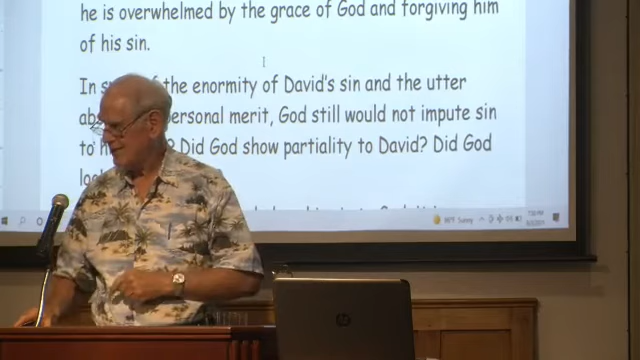 he is overwhelmed by the grace of God and forgiving him
of his sin.
In the enormity of David's sin and the utter
personal merit, God still would not impute sin
to ? Did God show partiality to David? Did God
Sunny
hp